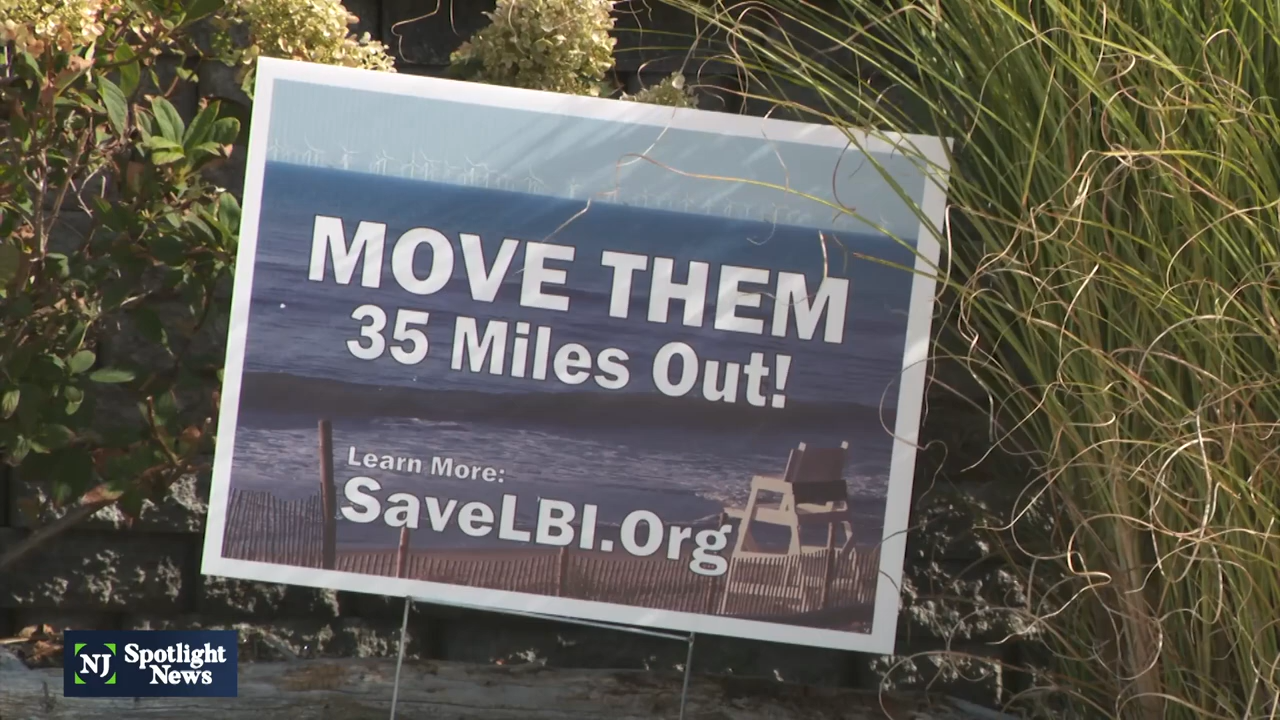 MOVE THEM
35 Miles Out!
Learn More:
SaveLBI.Org
NJ Spotlight
News